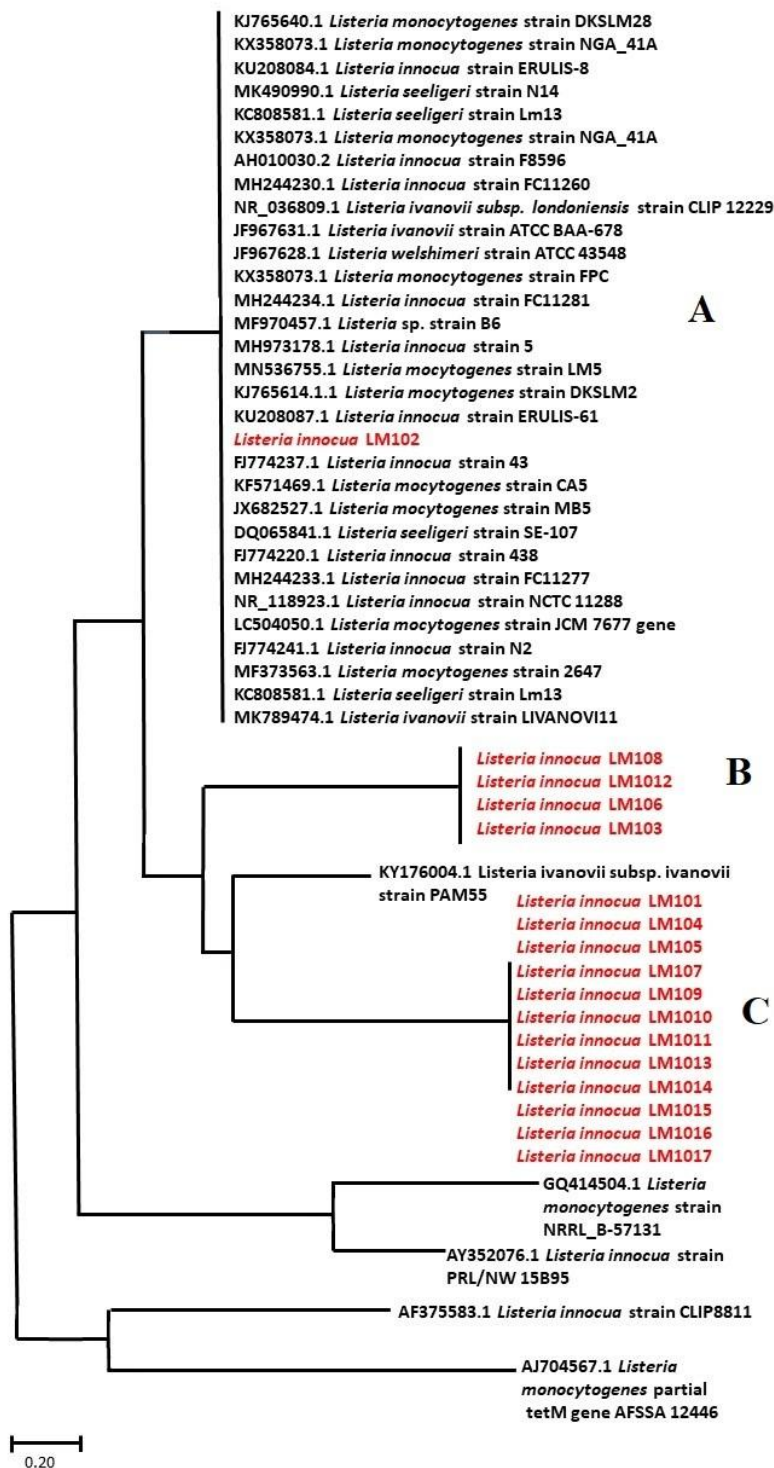 KJ765640.1 Listeria monocytogenes strain DKSLM28
KX358073.1 Listeria monocytogenes strain NGA_41A
KU208084.1 Listeria innocua strain ERULIS-8
MK490990.1 Listeria seeligeri strain N14
KC808581.1 Listeria seeligeri strain Lm13
KX358073.1 Listeria monocytogenes strain NGA_41A
AH010030.2 Listeria innocua strain F8596
MH244230.1 Listeria innocua strain FC11260
NR_036809.1 Listeria ivanovii subsp. londoniensis strain CLIP 12229
JF967631.1 Listeria ivanovii strain ATCC BAA-678
JF967628.1 Listeria welshimeri strain ATCC 43548
KX358073.1 Listeria monocytogenes strain FPC
MH244234.1 Listeria innocua strain FC11281
A
MF970457.1 Listeria sp. strain B6
MH973178.1 Listeria innocua strain 5
MN536755.1 Listeria mocytogenes strain LM5
KJ765614.1.1 Listeria mocytogenes strain DKSLM2
KU208087.1 Listeria innocua strain ERULIS-61
Listeria innocua LM102
FJ774237.1 Listeria innocua strain 43
KF571469.1 Listeria mocytogenes strain CA5
JX682527.1 Listeria mocytogenes strain MB5
DQ065841.1 Listeria seeligeri strain SE-107
FJ774220.1 Listeria innocua strain 438
MH244233.1 Listeria innocua strain FC11277
NR_118923.1 Listeria innocua strain NCTC 11288
LC504050.1 Listeria mocytogenes strain JCM 7677 gene
FJ774241.1 Listeria innocua strain N2
MF373563.1 Listeria mocytogenes strain 2647
KC808581.1 Listeria seeligeri strain Lm13
MK789474.1 Listeria ivanovii strain LIVANOVI11
Listeria innocua LM108
B
Listeria innocua LM1012
Listeria innocua LM106
Listeria innocua LM103
KY176004.1 Listeria ivanovii subsp. ivanovii
strain PAM55
Listeria innocua LM101
Listeria innocua LM104
Listeria innocua LM105
Listeria innocua LM107
Listeria innocua LM109
Listeria innocua LM1010
C
Listeria innocua LM1011
Listeria innocua LM1013
Listeria innocua LM1014
Listeria innocua LM1015
Listeria innocua LM1016
Listeria innocua LM1017
GQ414504.1 Listeria
monocytogenes strain
NRRL_B-57131
AY352076.1 Listeria innocua strain
PRL/NW 15B95
AF375583.1 Listeria innocua strain CLIP8811
AJ704567.1 Listeria
monocytogenes partial
tetM gene AFSSA 12446
0.20